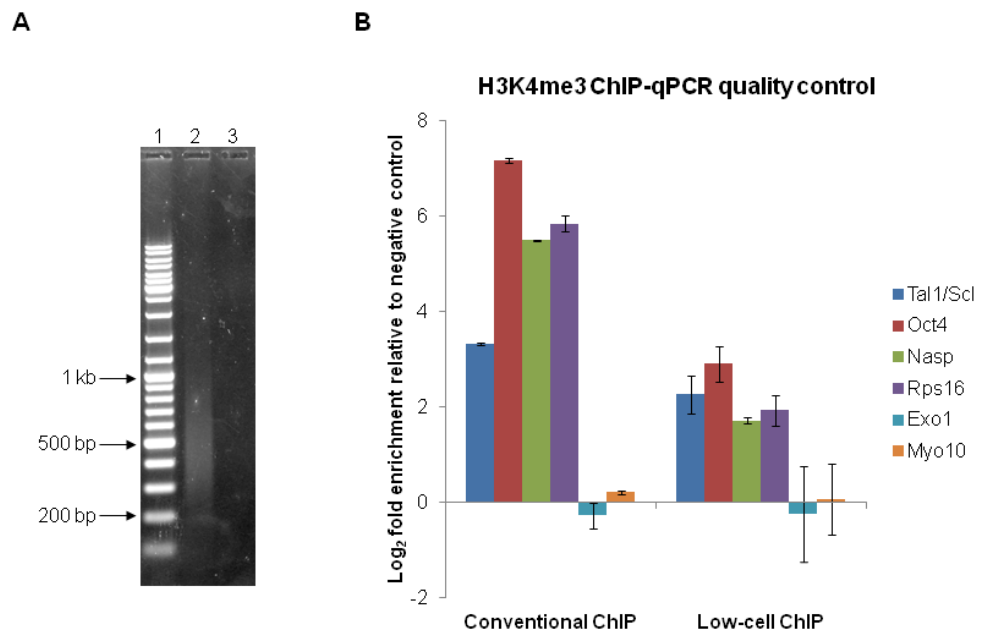 A
1 2 3
1 kb
500 bp
200 bp
B
H3K4me3 ChIP-qPCR quality control
Log2 fold enrichment relative to negative control
8
6
4
2
0
-2
Conventional ChIP
Low-cell ChIP
Tal1/Scl
Oct4
Nasp
Rps16
Exo1
Myo10